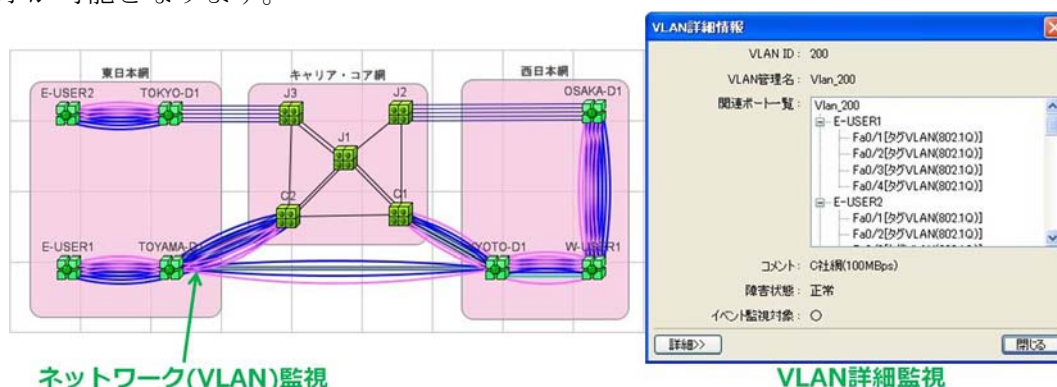 可能となります。
東日本網
キャリア・コア網
西日本網
E-USER2
TOKYO-D1
J3
J2
OSAKA-D1
J1
C2
C1
E-USER1
TOYAMA-D1
KYOTO-D1
W-USER1
ネットワーク(VLAN)監視
VLAN詳細情報
VLAN ID : 200
VLAN管理名 : Vlan_200
関連ポート一覧 : Vlan_200
E-USER1
Fa0/1[タグVLAN(802.1Q)]
Fa0/2[タグVLAN(802.1Q)]
Fa0/3[タグVLAN(802.1Q)]
Fa0/4[タグVLAN(802.1Q)]
E-USER2
Fa0/1[タグVLAN(802.1Q)]
Fa0/2[タグVLAN(802.1Q)]
コメント : C社網(100MBps)
障害状態 : 正常
イベント監視対象 : ○
詳細>>
閉じる
VLAN詳細監視